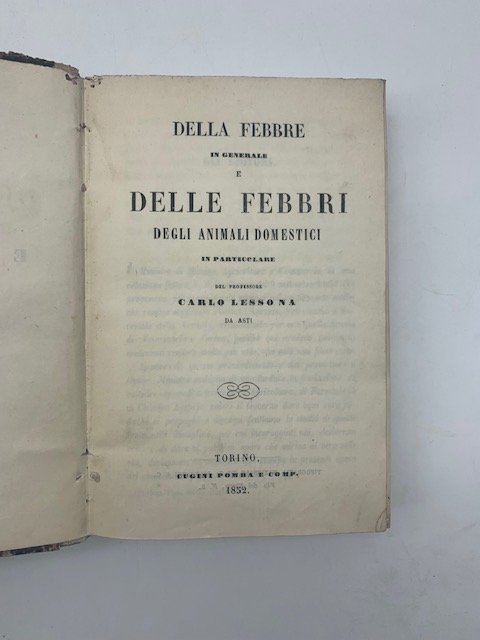 DELLA FEBBRE
IN GENERALE
E
DELLE FEBBRI
DEGLI ANIMALI DOMESTICI
IN PARTICOLARE
DEL PROFESSORE
CARLO LESSONA
DA ASTI
TORINO,
CUGINI POMBA E COMP.
1852.